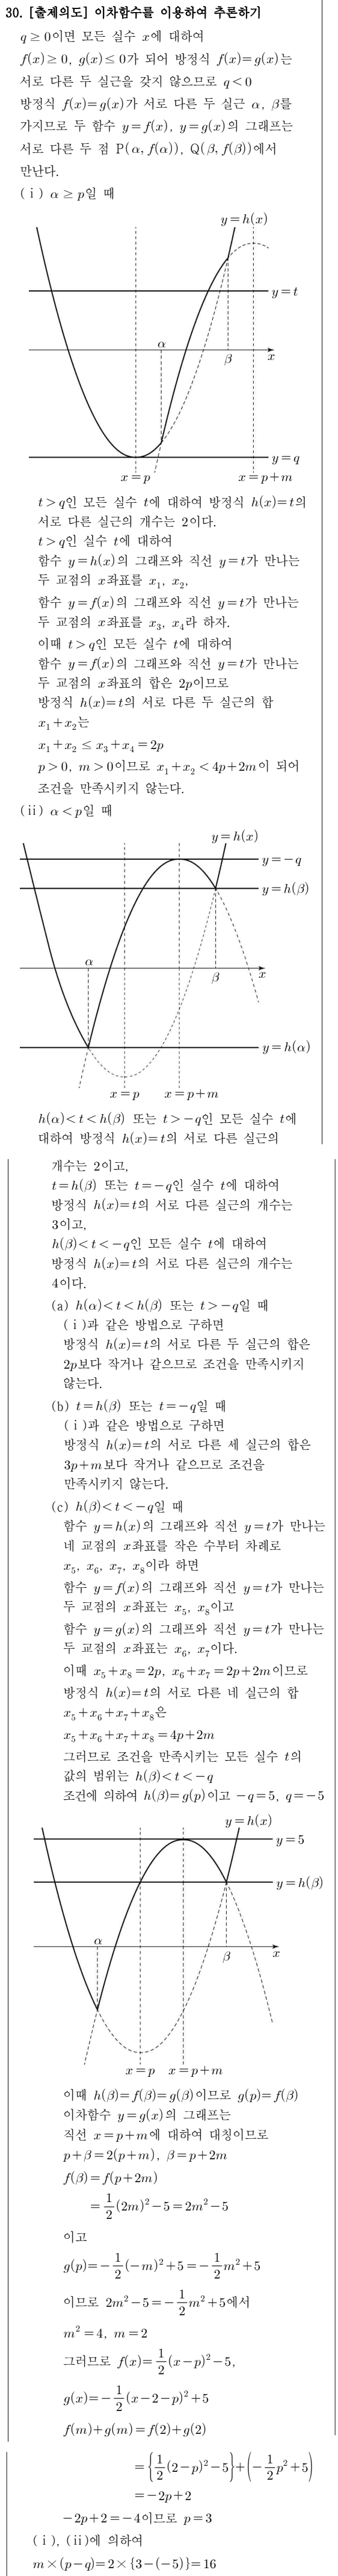 30. [출제의도] 이차함수를 이용하여 추론하기
q ≥ 0이면 모든 실수 x에 대하여
f(x) ≥ 0, g(x) ≤ 0가 되어 방정식 f(x)=g(x)는
서로 다른 두 실근을 갖지 않으므로 q<0
방정식 f(x)=g(x)가 서로 다른 두 실근 α, β를
가지므로 두 함수 y=f(x), y=g(x)의 그래프는
서로 다른 두 점 P(α, f(α)), Q(β, f(β))에서
만난다.
(ⅰ) α ≥ p일 때
y=h(x)
y=t
α
β
x
y=q
x=p
x=p+m
t>q인 모든 실수 t에 대하여 방정식 h(x)=t의
서로 다른 실근의 개수는 2이다.
t>q인 실수 t에 대하여
함수 y=h(x)의 그래프와 직선 y=t가 만나는
두 교점의 x좌표를 x₁, x₂,
함수 y=f(x)의 그래프와 직선 y=t가 만나는
두 교점의 x좌표를 x₃, x₄라 하자.
이때 t>q인 모든 실수 t에 대하여
함수 y=f(x)의 그래프와 직선 y=t가 만나는
두 교점의 x좌표의 합은 2p이므로
방정식 h(x)=t의 서로 다른 두 실근의 합
x₁+x₂는
x₁+x₂ ≤ x₃+x₄=2p
p>0, m>0이므로 x₁+x₂<4p+2m이 되어
조건을 만족시키지 않는다.
(ⅱ) α<p일 때
y=h(x)
y=-q
y=h(β)
α
β
x
y=h(α)
x=p
x=p+m
h(α)<t<h(β) 또는 t>-q인 모든 실수 t에
대하여 방정식 h(x)=t의 서로 다른 실근의
개수는 2이고,
t=h(β) 또는 t=-q인 실수 t에 대하여
방정식 h(x)=t의 서로 다른 실근의 개수는
3이고,
h(β)<t<-q인 모든 실수 t에 대하여
방정식 h(x)=t의 서로 다른 실근의 개수는
4이다.
(a) h(α)<t<h(β) 또는 t>-q일 때
(ⅰ)과 같은 방법으로 구하면
방정식 h(x)=t의 서로 다른 두 실근의 합은
2p보다 작거나 같으므로 조건을 만족시키지
않는다.
(b) t=h(β) 또는 t=-q일 때
(ⅰ)과 같은 방법으로 구하면
방정식 h(x)=t의 서로 다른 세 실근의 합은
3p+m보다 작거나 같으므로 조건을
만족시키지 않는다.
(c) h(β)<t<-q일 때
함수 y=h(x)의 그래프와 직선 y=t가 만나는
네 교점의 x좌표를 작은 수부터 차례로
x₅, x₆, x₇, x₈이라 하면
함수 y=f(x)의 그래프와 직선 y=t가 만나는
두 교점의 x좌표는 x₅, x₈이고
함수 y=g(x)의 그래프와 직선 y=t가 만나는
두 교점의 x좌표는 x₆, x₇이다.
이때 x₅+x₈=2p, x₆+x₇=2p+2m이므로
방정식 h(x)=t의 서로 다른 네 실근의 합
x₅+x₆+x₇+x₈은
x₅+x₆+x₇+x₈=4p+2m
그러므로 조건을 만족시키는 모든 실수 t의
값의 범위는 h(β)<t<-q
조건에 의하여 h(β)=g(p)이고 -q=5, q=-5
y=h(x)
y=5
y=h(β)
α
β
x
x=p
x=p+m
이때 h(β)=f(β)=g(β)이므로 g(p)=f(β)
이차함수 y=g(x)의 그래프는
직선 x=p+m에 대하여 대칭이므로
p+β=2(p+m), β=p+2m
f(β)=f(p+2m)
=1/2(2m)²-5=2m²-5
이고
g(p)=-1/2(-m)²+5=-1/2m²+5
이므로 2m²-5=-1/2m²+5에서
m²=4, m=2
그러므로 f(x)=1/2(x-p)²-5,
g(x)=-1/2(x-2-p)²+5
f(m)+g(m)=f(2)+g(2)
={1/2(2-p)²-5}+(-1/2p²+5)
=-2p+2
-2p+2=-4이므로 p=3
(ⅰ), (ⅱ)에 의하여
m×(p-q)=2×{3-(-5)}=16